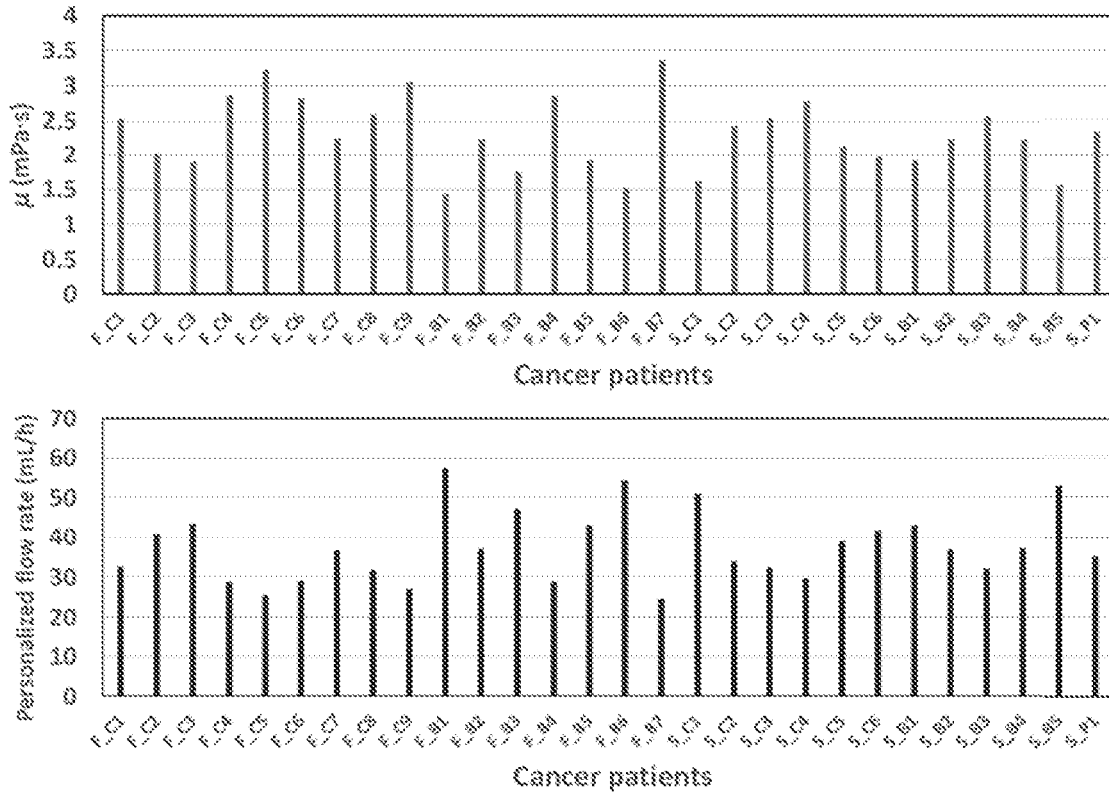 4
3.5
3
2.5
2
1.5
1
0.5
0
μ (mPa·s)
F_C1 F_C2 F_C3 F_C4 F_C5 F_C6 F_C7 F_C8 F_C9 F_B1 F_B2 F_B3 F_B4 F_B5 F_B6 F_B7 S_C1 S_C2 S_C3 S_C4 S_C5 S_C6 S_B1 S_B2 S_B3 S_B4 S_B5 S_P1
Cancer patients
70
60
50
40
30
20
10
0
Personalized flow rate (mL/h)
F_C1 F_C2 F_C3 F_C4 F_C5 F_C6 F_C7 F_C8 F_C9 F_B1 F_B2 F_B3 F_B4 F_B5 F_B6 F_B7 S_C1 S_C2 S_C3 S_C4 S_C5 S_C6 S_B1 S_B2 S_B3 S_B4 S_B5 S_P1
Cancer patients